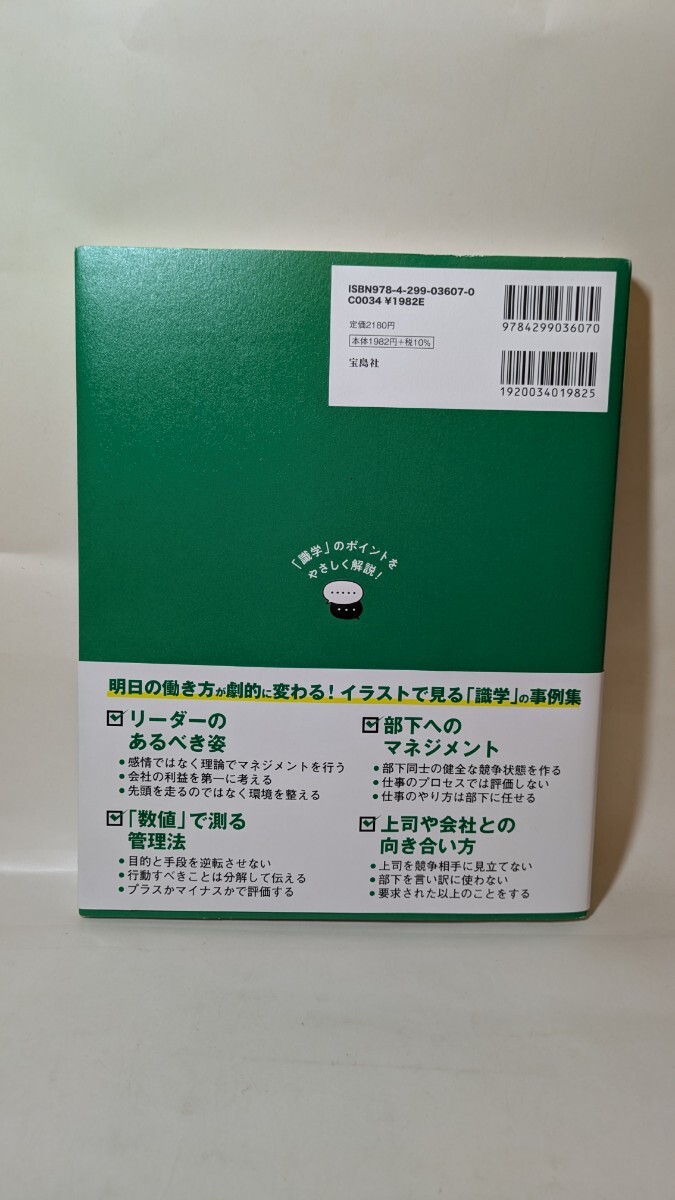 ISBN978-4-299-03607-0
C0034 ¥1982E
定価2180円
本体1982円+税10%
宝島社
9784299036070
1920034019825
「識学」のポイントを
やさしく解説!
明日の働き方が劇的に変わる!イラストで見る「識学」の事例集
リーダーの
あるべき姿
●感情ではなく理論でマネジメントを行う
●会社の利益を第一に考える
●先頭を走るのではなく環境を整える
「数値」で測る
管理法
●目的と手段を逆転させない
●行動すべきことは分解して伝える
●プラスかマイナスかで評価する
部下への
マネジメント
●部下同士の健全な競争状態を作る
●仕事のプロセスでは評価しない
●仕事のやり方は部下に任せる
上司や会社との
向き合い方
●上司を競争相手に見立てない
●部下を言い訳に使わない
●要求された以上のことをする